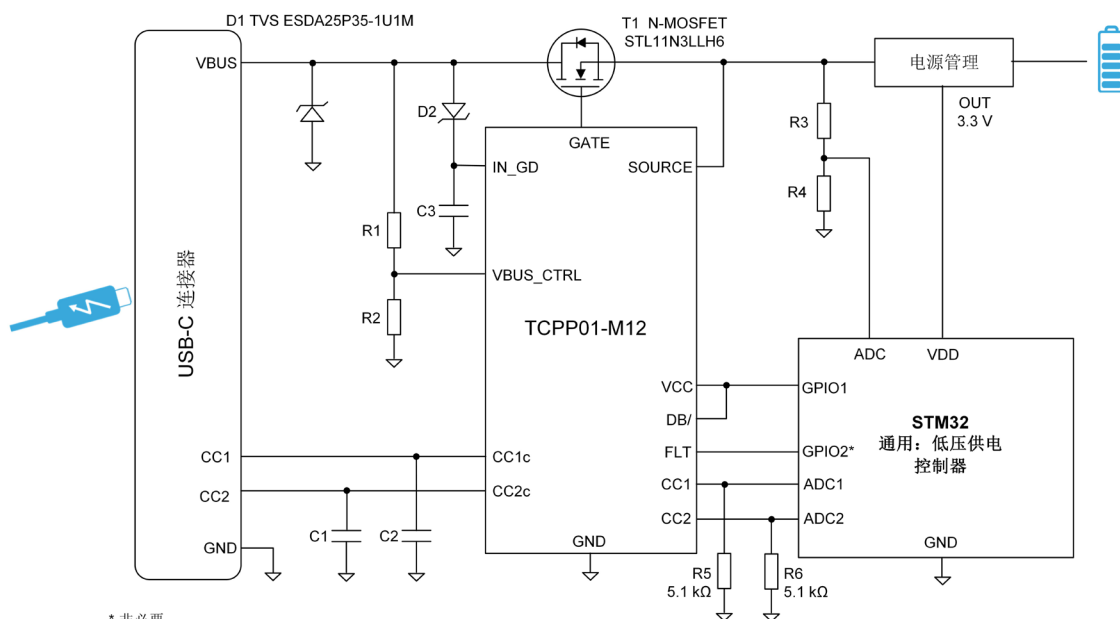 D1 TVS ESDA25P35-1U1M
T1 N-MOSFET
STL11N3LLH6
VBUS
电源管理
OUT
3.3 V
D2
GATE
IN_GD
SOURCE
R3
R4
C3
R1
VBUS_CTRL
R2
USB-C 连接器
TCPP01-M12
ADC
VDD
VCC
GPIO1
DB/
STM32
通用：低压供电
控制器
FLT
GPIO2*
CC1
CC1c
CC1
ADC1
CC2
CC2c
CC2
ADC2
C1
C2
GND
GND
GND
R5
5.1 kΩ
R6
5.1 kΩ
* 非必要